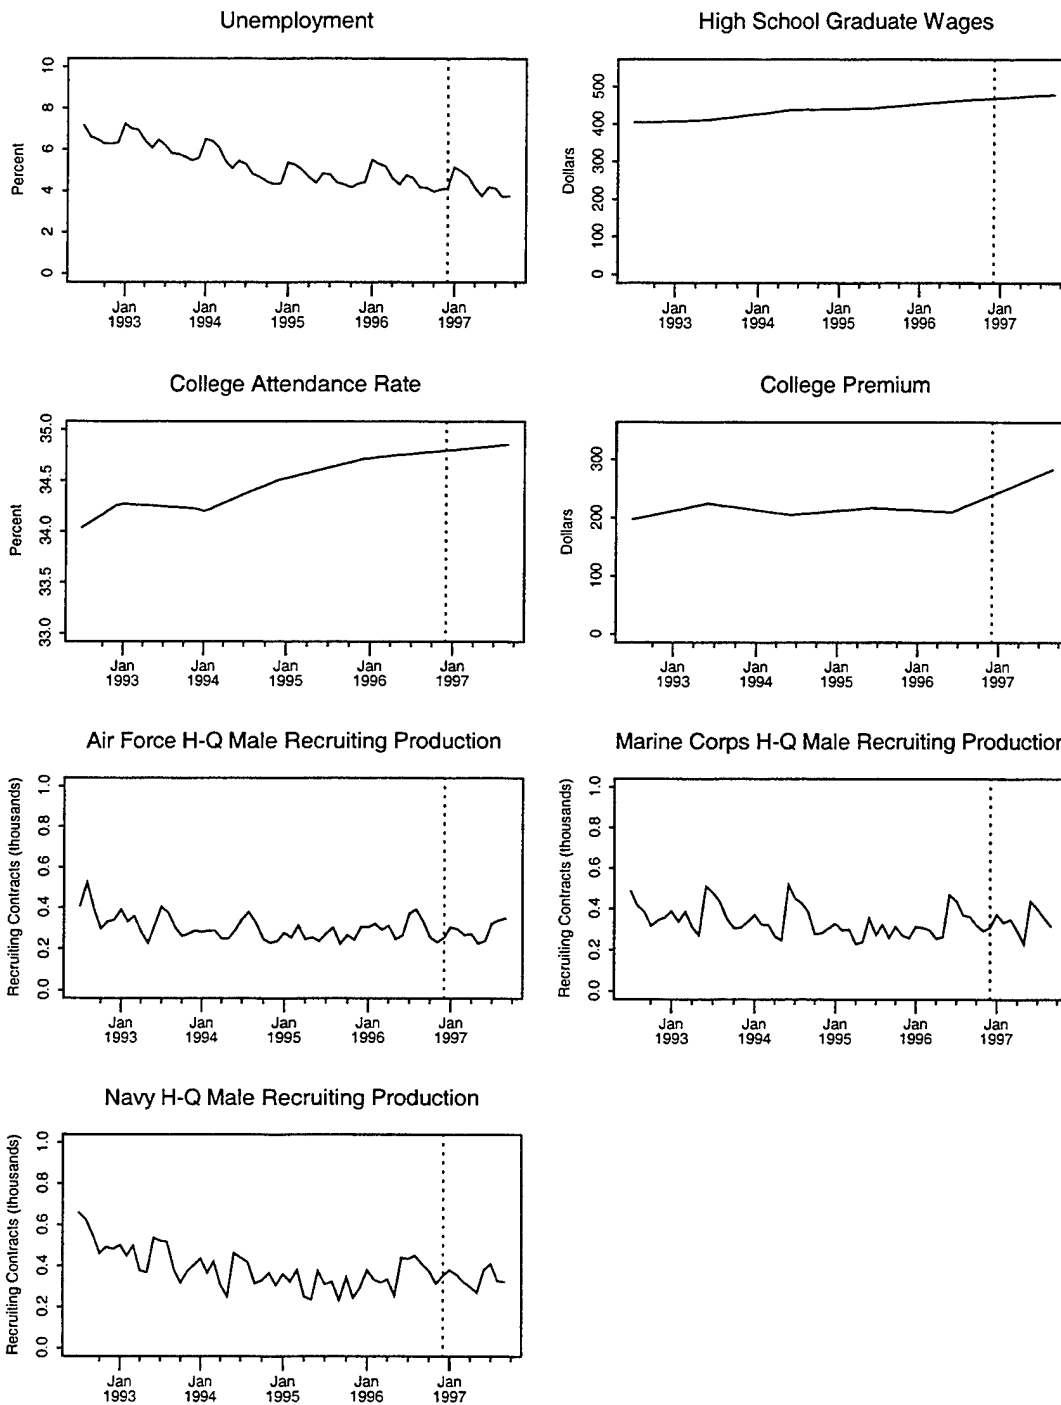 Unemployment
Percent
0 2 4 6 8 10
Jan Jan Jan Jan Jan
1993 1994 1995 1996 1997
High School Graduate Wages
Dollars
0 100 200 300 400 500
Jan Jan Jan Jan Jan
1993 1994 1995 1996 1997
College Attendance Rate
Percent
33.0 33.5 34.0 34.5 35.0
Jan Jan Jan Jan Jan
1993 1994 1995 1996 1997
College Premium
Dollars
0 100 200 300
Jan Jan Jan Jan Jan
1993 1994 1995 1996 1997
Air Force H-Q Male Recruiting Production
Recruiting Contracts (thousands)
0.0 0.2 0.4 0.6 0.8 1.0
Jan Jan Jan Jan Jan
1993 1994 1995 1996 1997
Marine Corps H-Q Male Recruiting Production
Recruiting Contracts (thousands)
0.0 0.2 0.4 0.6 0.8 1.0
Jan Jan Jan Jan Jan
1993 1994 1995 1996 1997
Navy H-Q Male Recruiting Production
Recruiting Contracts (thousands)
0.0 0.2 0.4 0.6 0.8 1.0
Jan Jan Jan Jan Jan
1993 1994 1995 1996 1997